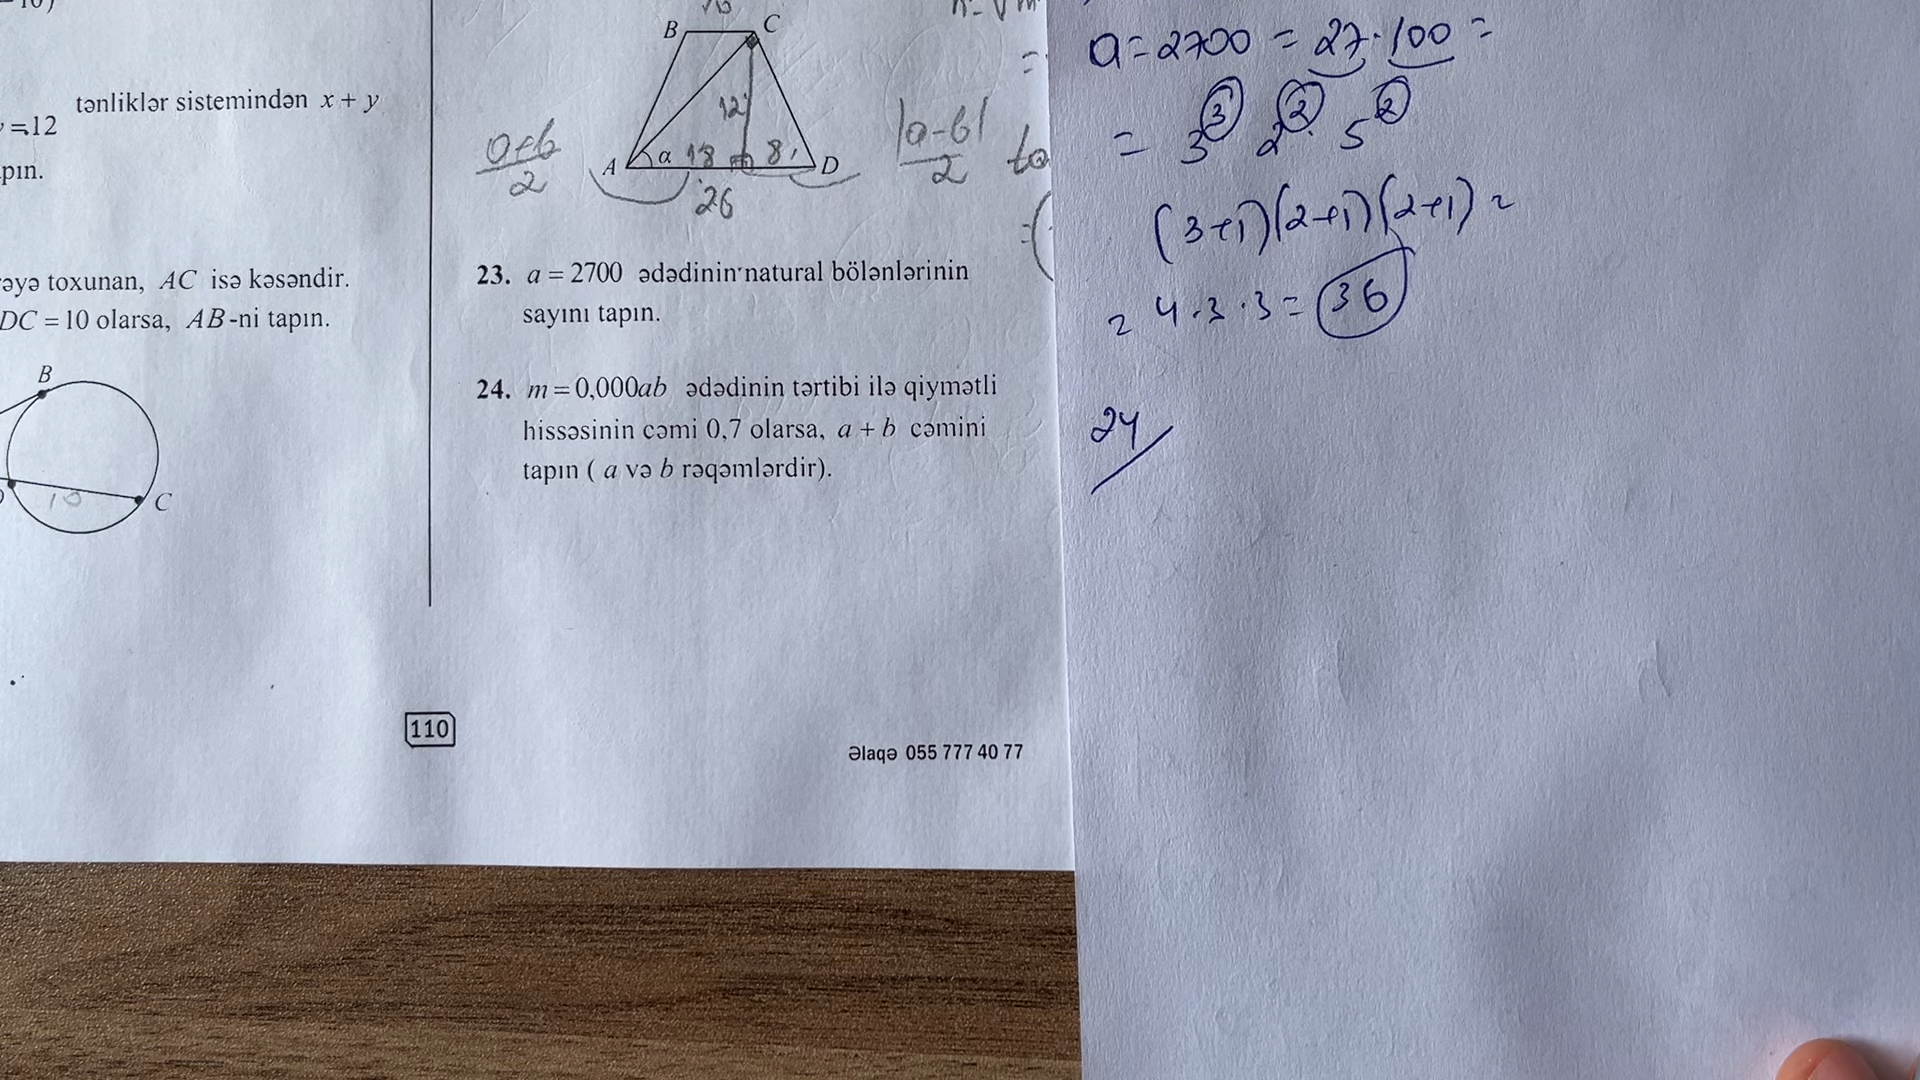 tənliklər sistemindən x + y
=12
pın.
əyə toxunan, AC isə kəsəndir.
DC = 10 olarsa, AB-ni tapın.
B
10
C
B
C
12
A
α
18
8
D
26
a+b
2
|a-b|
2
23. a = 2700 ədədinin natural bölənlərinin
sayını tapın.
24. m = 0,000ab ədədinin tərtibi ilə qiymətli
hissəsinin cəmi 0,7 olarsa, a + b cəmini
tapın ( a və b rəqəmlərdir).
110
Əlaqə 055 777 40 77
a=2700 = 27·100 =
= 3³ 2² · 5²
(3+1)(2+1)(2+1) =
= 4·3·3 = 36
24